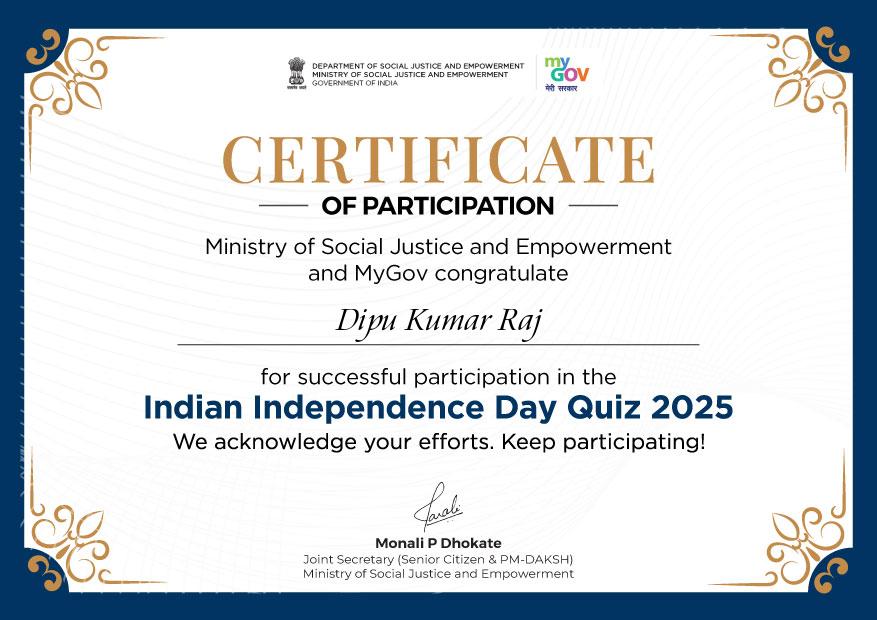 DEPARTMENT OF SOCIAL JUSTICE AND EMPOWERMENT
MINISTRY OF SOCIAL JUSTICE AND EMPOWERMENT
GOVERNMENT OF INDIA
सत्यमेव जयते
my
GOV
मेरी सरकार
CERTIFICATE
OF PARTICIPATION
Ministry of Social Justice and Empowerment
and MyGov congratulate
Dipu Kumar Raj
for successful participation in the
Indian Independence Day Quiz 2025
We acknowledge your efforts. Keep participating!
Monali P Dhokate
Joint Secretary (Senior Citizen & PM-DAKSH)
Ministry of Social Justice and Empowerment